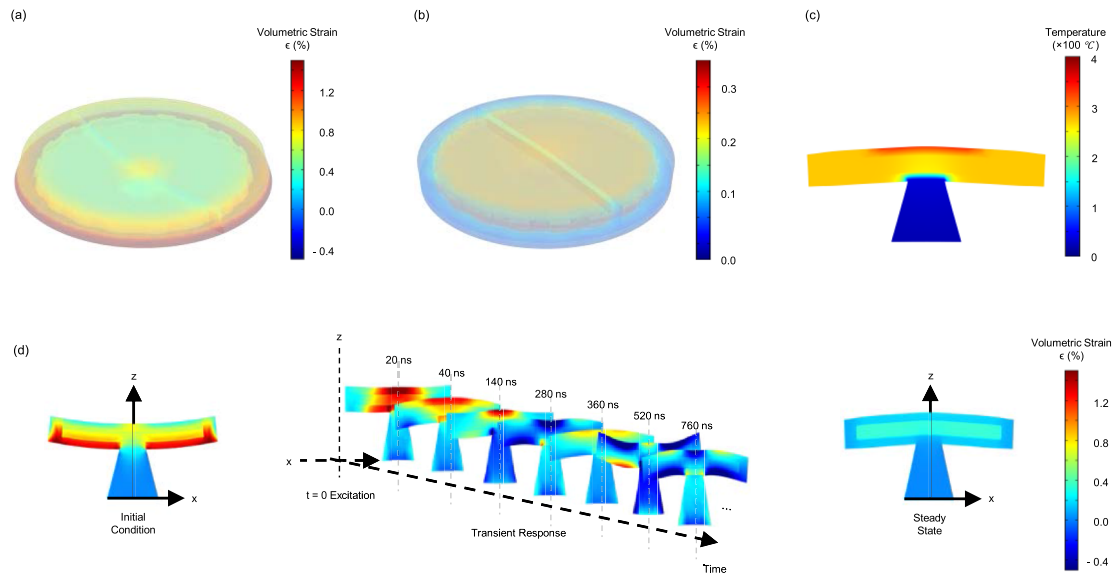 (a)
Volumetric Strain
ϵ (%)
1.2
0.8
0.4
0.0
- 0.4
(b)
Volumetric Strain
ϵ (%)
0.3
0.2
0.1
0.0
(c)
Temperature
(×100 ℃)
4
3
2
1
0
(d)
z
x
Initial
Condition
z
x
t = 0 Excitation
20 ns
40 ns
140 ns
280 ns
360 ns
520 ns
760 ns
...
Transient Response
Time
z
x
Steady
State
Volumetric Strain
ϵ (%)
1.2
0.8
0.4
0.0
- 0.4